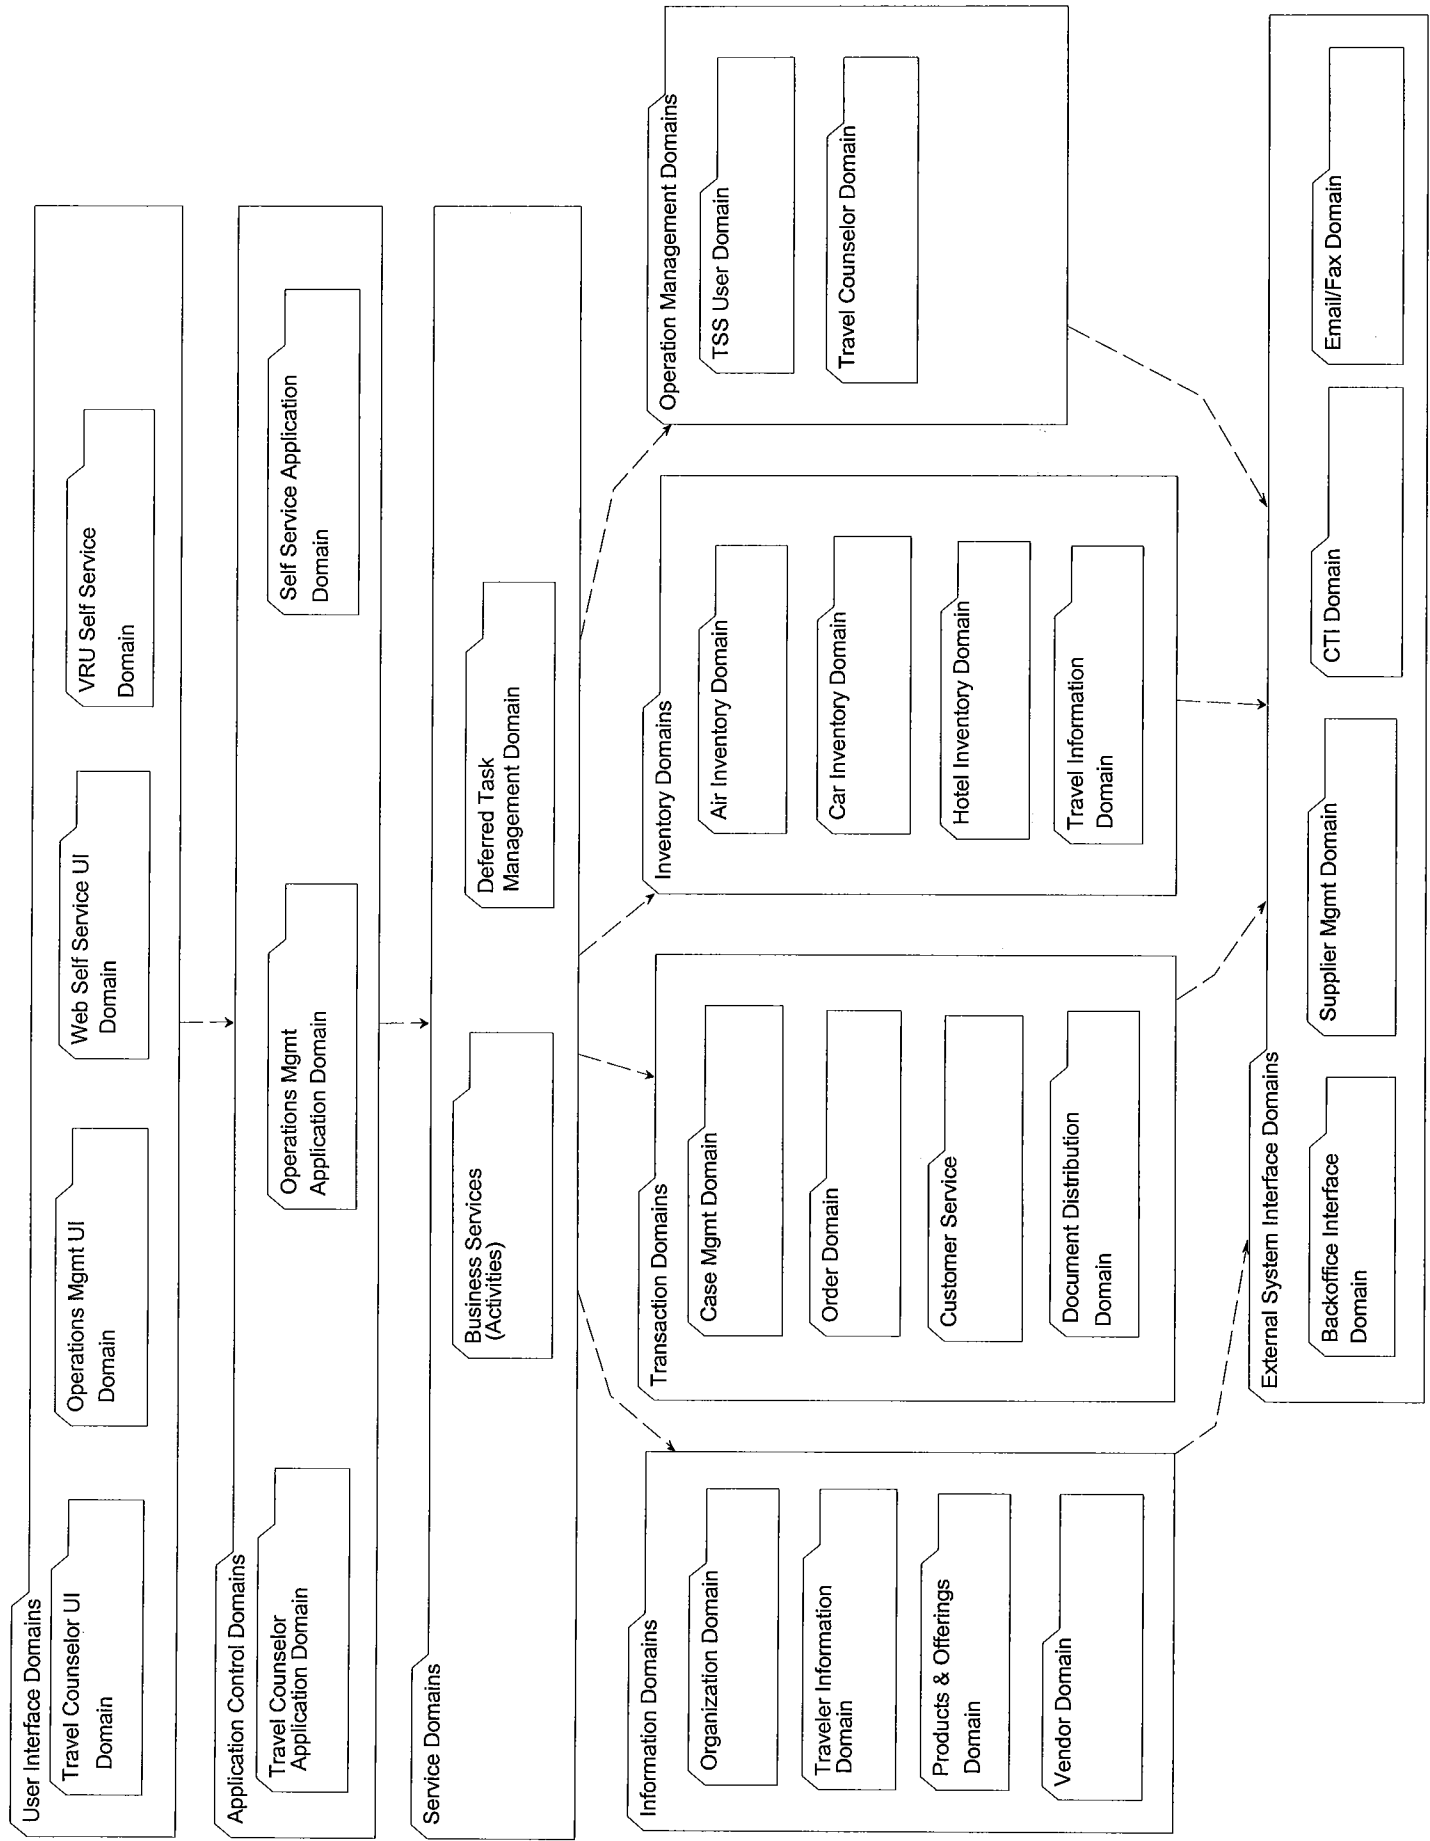 User Interface Domains
Travel Counselor UI
Domain
Operations Mgmt UI
Domain
Web Self Service UI
Domain
VRU Self Service
Domain
Application Control Domains
Travel Counselor
Application Domain
Operations Mgmt
Application Domain
Self Service Application
Domain
Service Domains
Business Services
(Activities)
Deferred Task
Management Domain
Information Domains
Organization Domain
Traveler Information
Domain
Products & Offerings
Domain
Vendor Domain
Transaction Domains
Case Mgmt Domain
Order Domain
Customer Service
Document Distribution
Domain
Inventory Domains
Air Inventory Domain
Car Inventory Domain
Hotel Inventory Domain
Travel Information
Domain
Operation Management Domains
TSS User Domain
Travel Counselor Domain
External System Interface Domains
Backoffice Interface
Domain
Supplier Mgmt Domain
CTI Domain
Email/Fax Domain